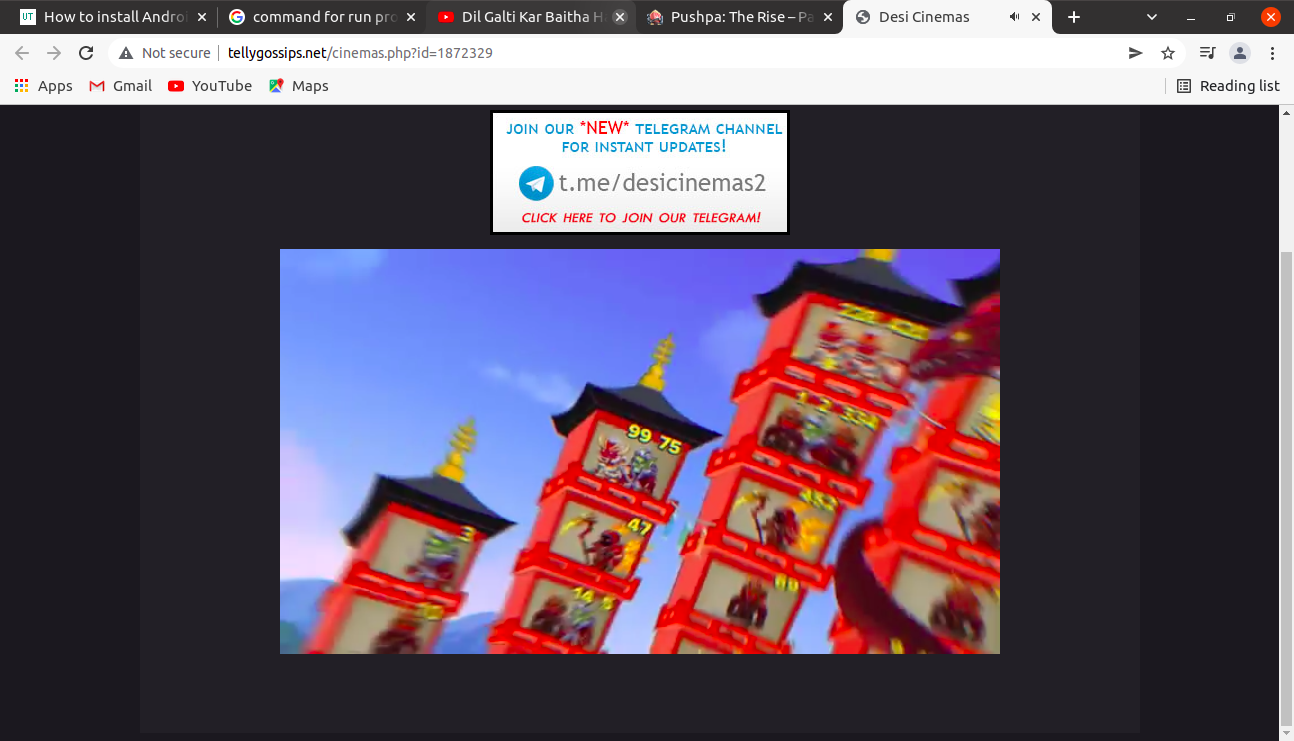 How to install Androi
command for run pro
Dil Galti Kar Baitha H
Pushpa: The Rise – Pa
Desi Cinemas
Not secure
tellygossips.net/cinemas.php?id=1872329
Apps
Gmail
YouTube
Maps
Reading list
JOIN OUR *NEW* TELEGRAM CHANNEL
FOR INSTANT UPDATES!
t.me/desicinemas2
CLICK HERE TO JOIN OUR TELEGRAM!
99 75
47
3